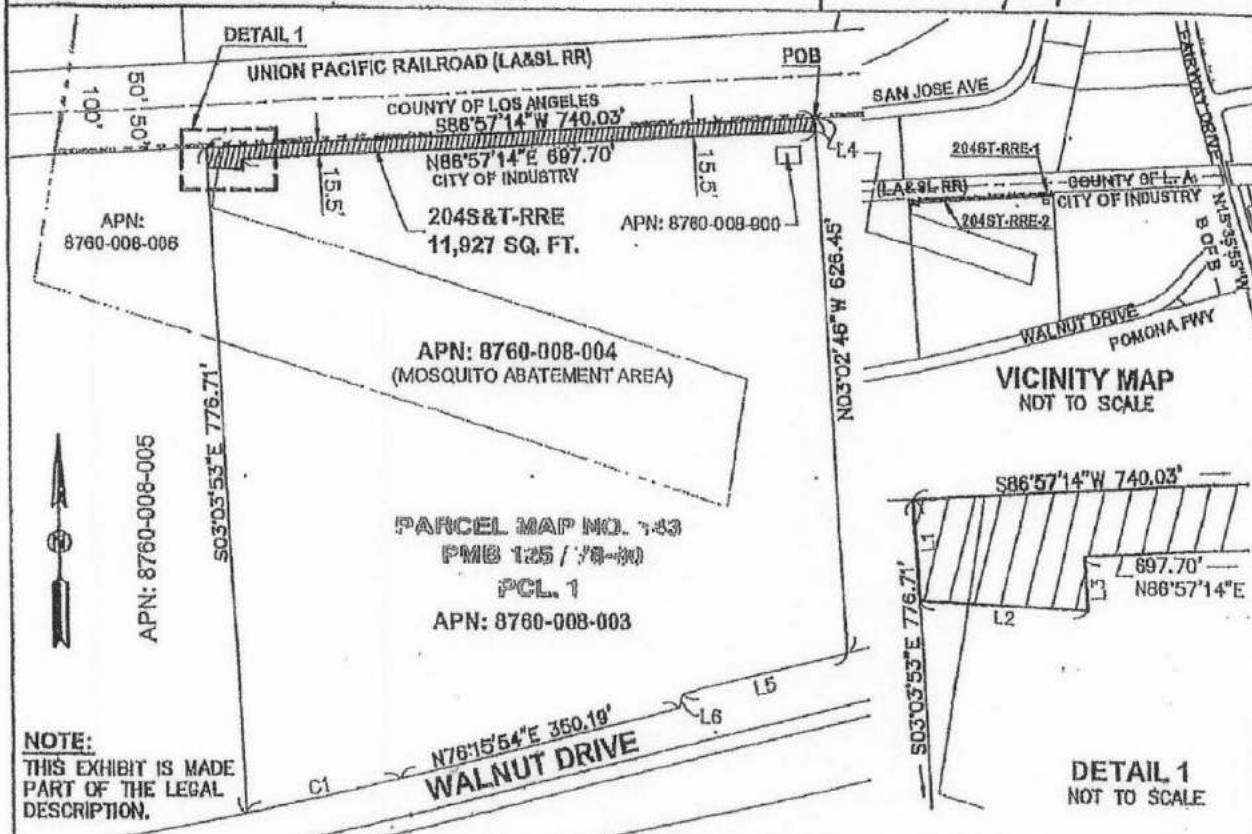 DETAIL 1
UNION PACIFIC RAILROAD (LA&SL RR)
POB
50'
50'
100'
COUNTY OF LOS ANGELES
S86°57'14"W 740.03'
N86°57'14"E 697.70'
CITY OF INDUSTRY
15.5'
15.5'
L4
204S&T-RRE
11,927 SQ. FT.
APN: 8760-008-900
APN:
8760-006-006
APN: 8760-008-004
(MOSQUITO ABATEMENT AREA)
S03°03'53"E 776.71'
N03°02'46"W 626.45'
APN: 8760-008-005
N
PMB 125 /
PCL. 1
APN: 8760-008-003
L5
L6
N76°15'54"E 350.19'
WALNUT DRIVE
C1
NOTE:
THIS EXHIBIT IS MADE
PART OF THE LEGAL
DESCRIPTION.
SAN JOSE AVE
FAIRWAY DRIVE
N15°35'55"W
B OF B
204ST-RRE-1
(LA&SL RR)
COUNTY OF L. A.
CITY OF INDUSTRY
204ST-RRE-2
WALNUT DRIVE
POMONA FWY
VICINITY MAP
NOT TO SCALE
S86°57'14"W 740.03'
L1
697.70'
N86°57'14"E
L3
L2
S03°03'53"E 776.71'
DETAIL 1
NOT TO SCALE